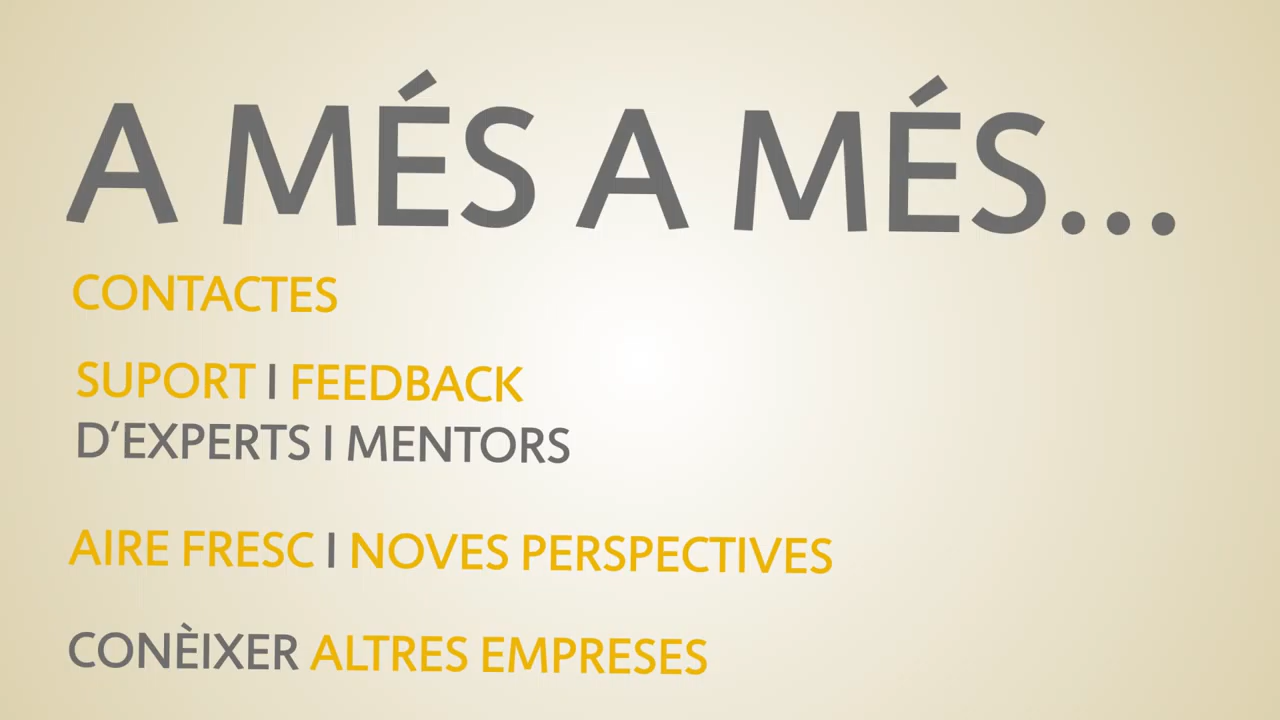 A MÉS A MÉS...
CONTACTES
SUPORT I FEEDBACK
D'EXPERTS I MENTORS
AIRE FRESC I NOVES PERSPECTIVES
CONÈIXER ALTRES EMPRESES